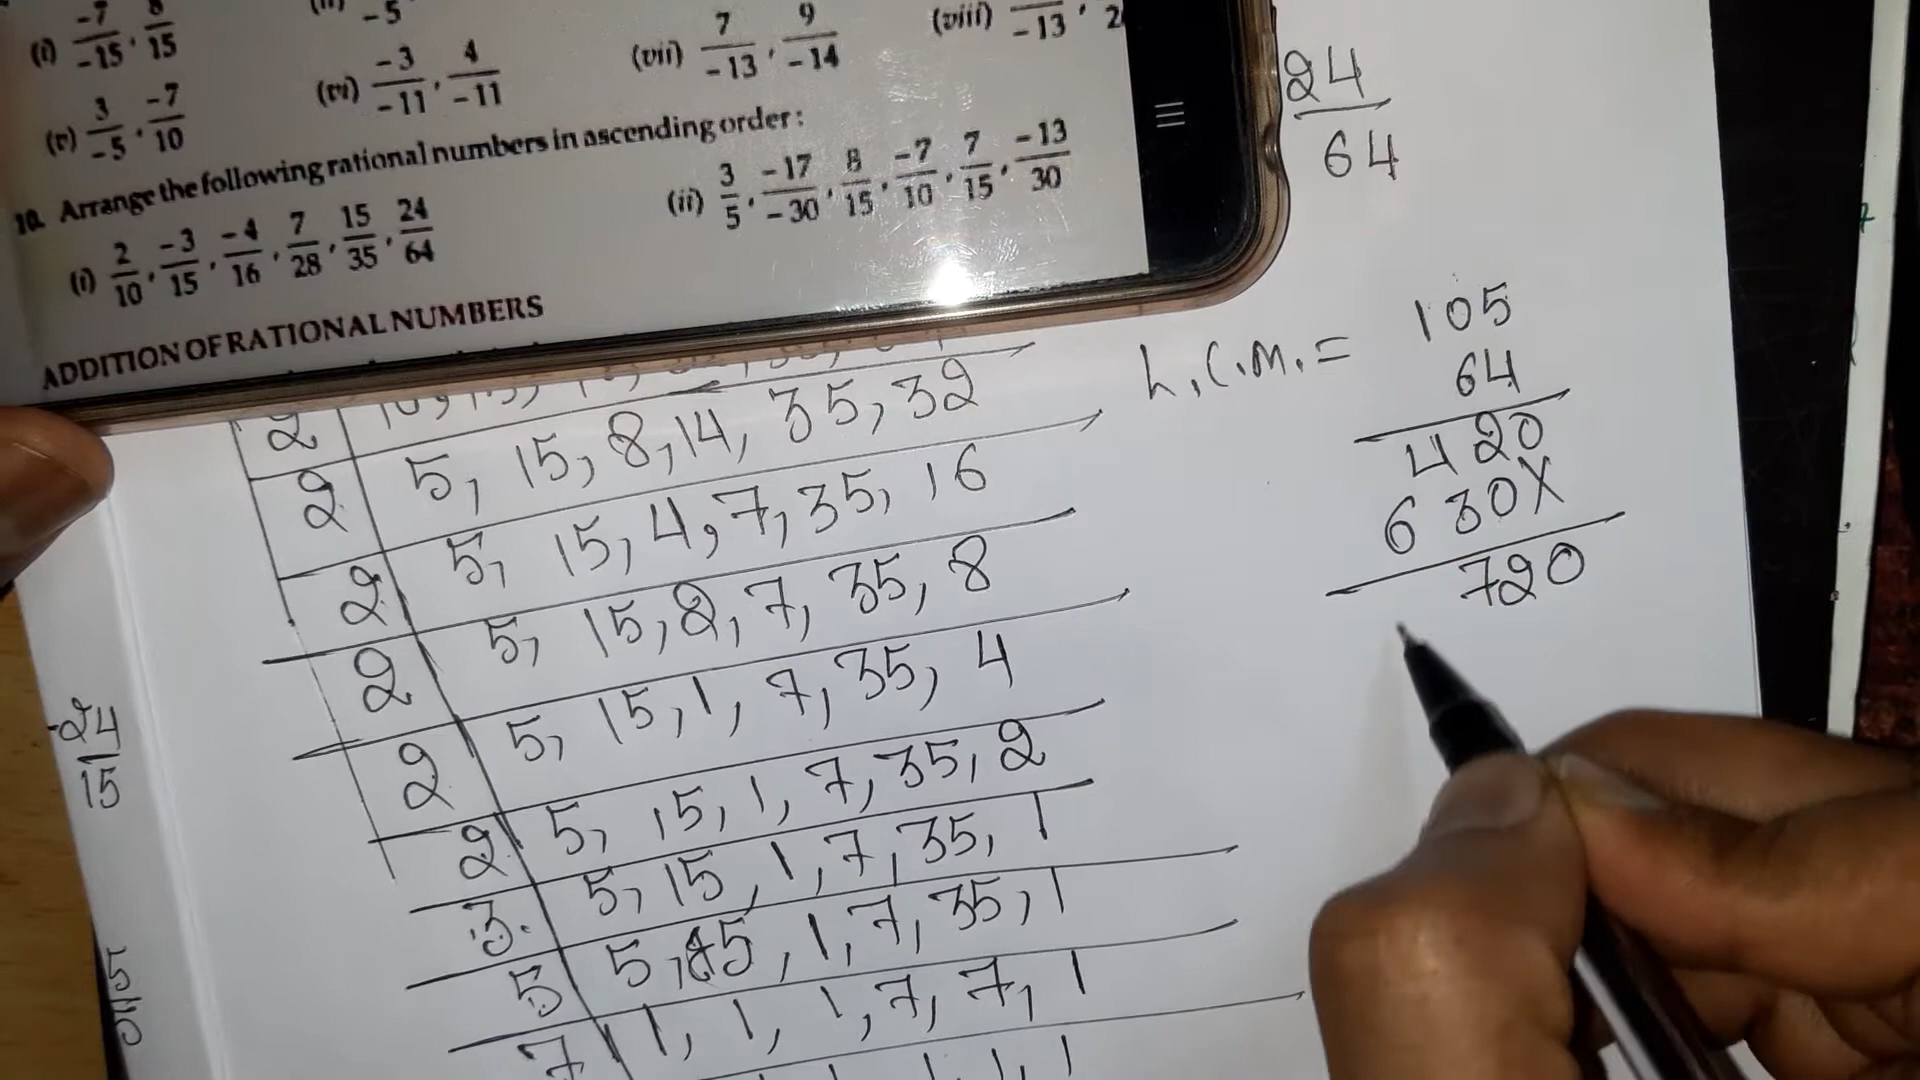 (i) -7/-15, 8/15
-5
(vii) 7/-13, 9/-14
(viii) /-13, 2
(v) 3/-5, -7/10
(vi) -3/-11, 4/-11
10. Arrange the following rational numbers in ascending order:
(i) 2/10, -3/15, -4/16, 7/28, 15/35, 24/64
(ii) 3/5, -17/-30, 8/15, -7/10, 7/15, -13/30
ADDITION OF RATIONAL NUMBERS
24
64
L.C.M. = 105
64
420
630X
720
2
2 5, 15, 8, 14, 35, 32
2 5, 15, 4, 7, 35, 16
2 5, 15, 2, 7, 35, 8
2 5, 15, 1, 7, 35, 4
2 5, 15, 1, 7, 35, 2
3. 5, 15, 1, 7, 35, 1
5 5, 5, 1, 7, 35, 1
7 1, 1, 1, 7, 7, 1
1, 1, 1
-24
15